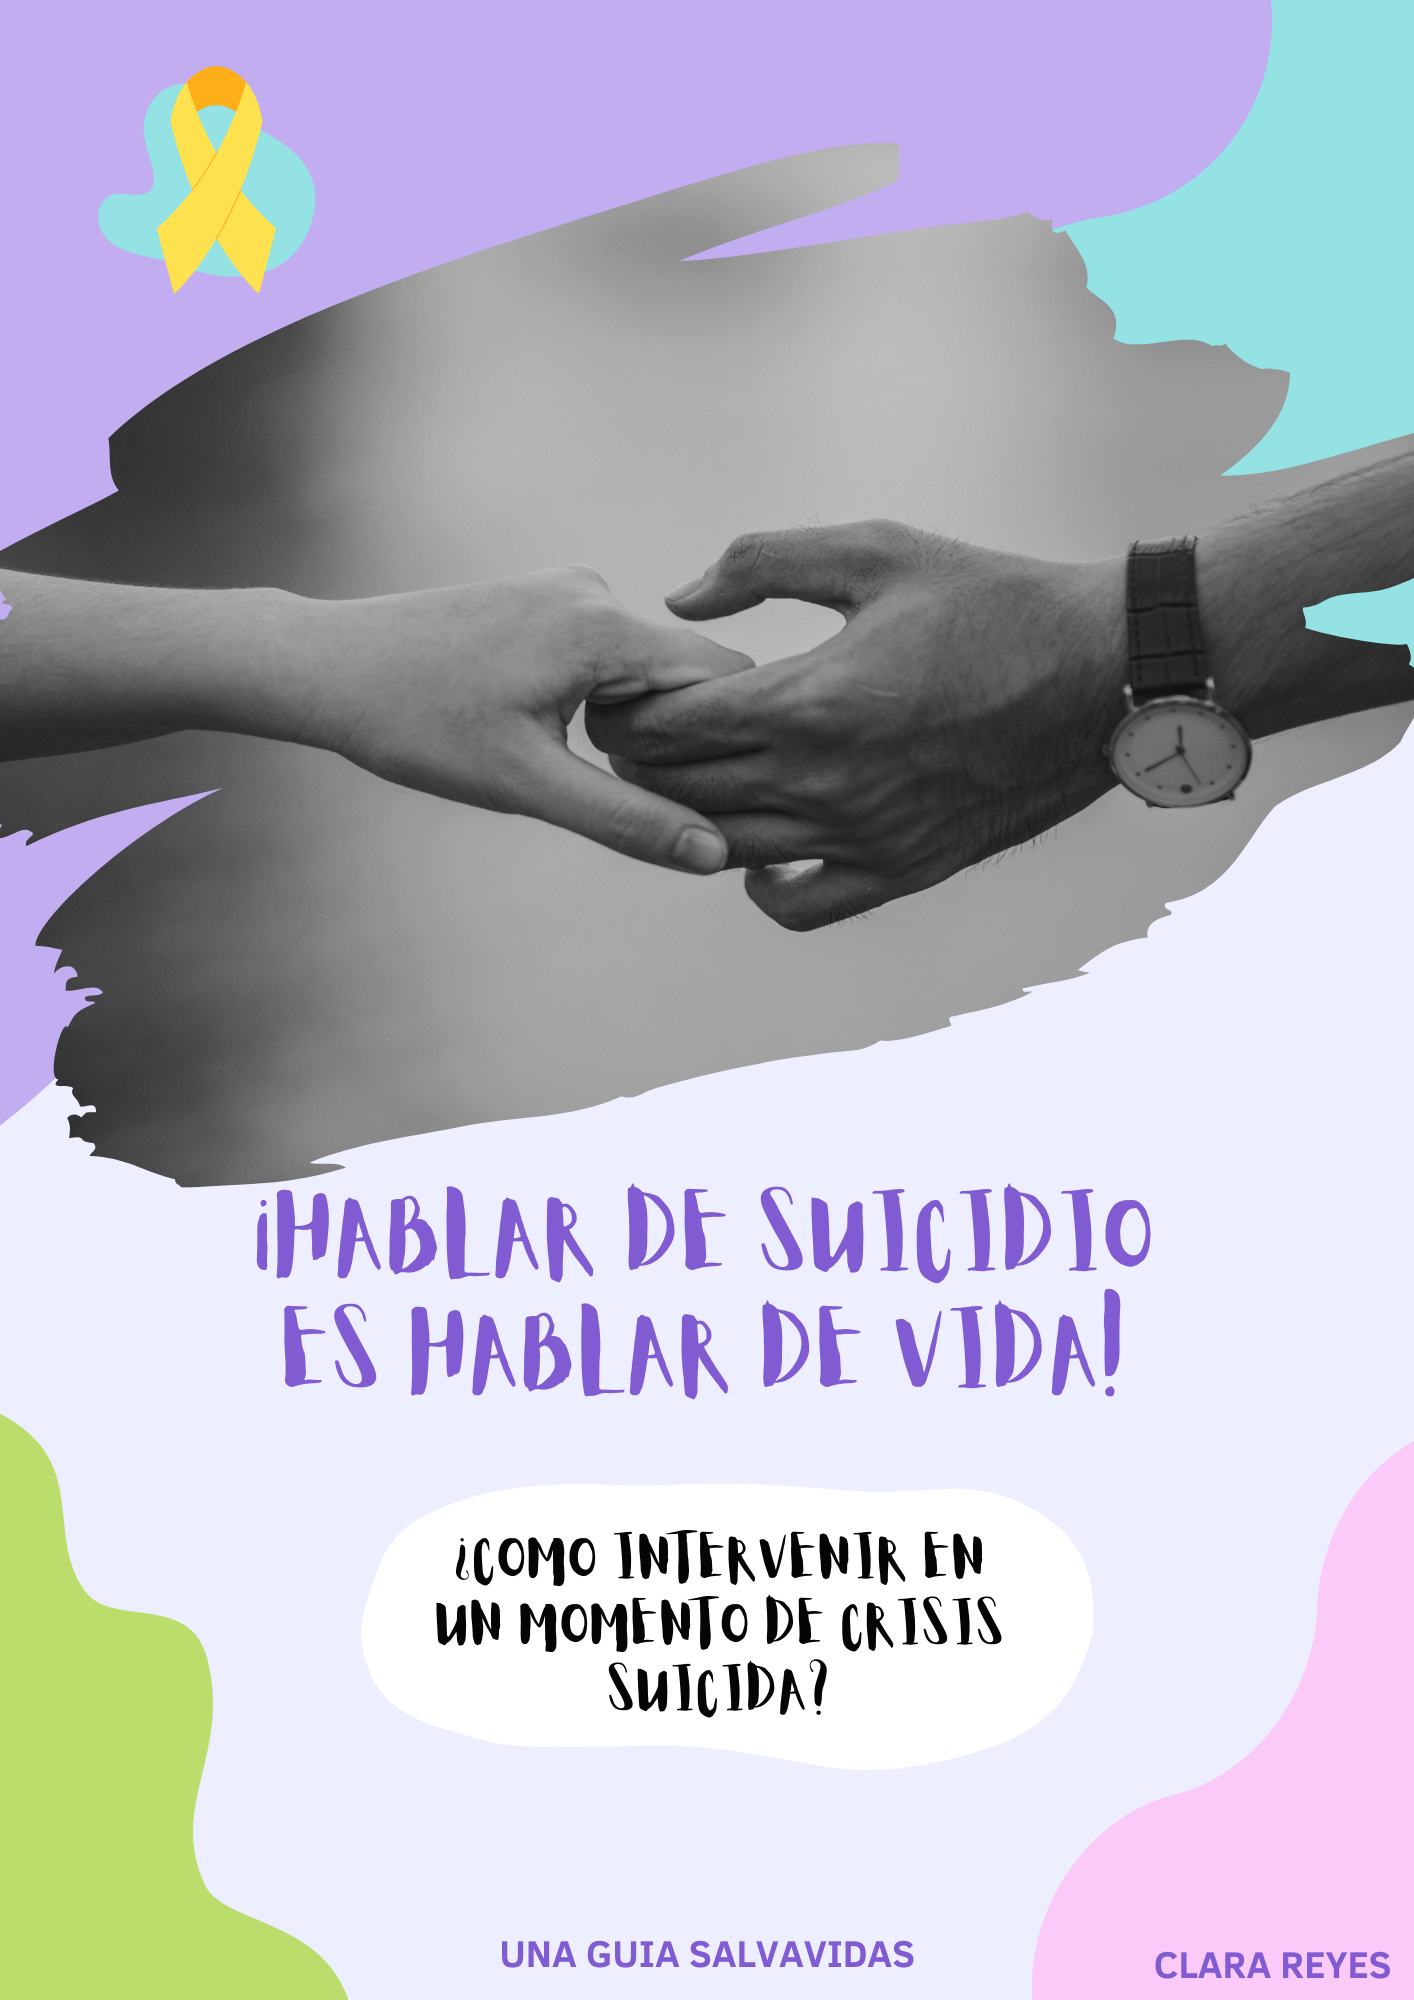 ¡HABLAR DE SUICIDIO
ES HABLAR DE VIDA!
¿COMO INTERVENIR EN
UN MOMENTO DE CRISIS
SUICIDA?
UNA GUIA SALVAVIDAS
CLARA REYES